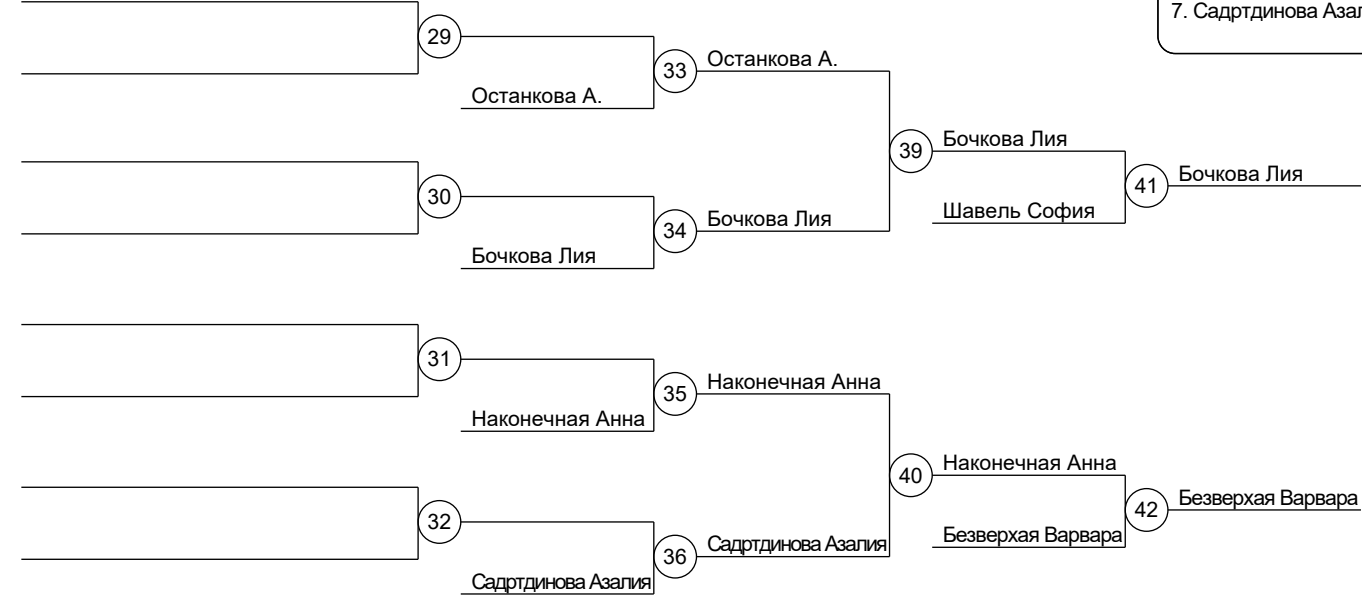 7. Садртдинова Азал
29
33
Останкова А.
Останкова А.
39
Бочкова Лия
30
41
Бочкова Лия
34
Бочкова Лия
Шавель София
Бочкова Лия
31
35
Наконечная Анна
Наконечная Анна
40
Наконечная Анна
32
42
Безверхая Варвара
36
Садртдинова Азалия
Безверхая Варвара
Садртдинова Азалия